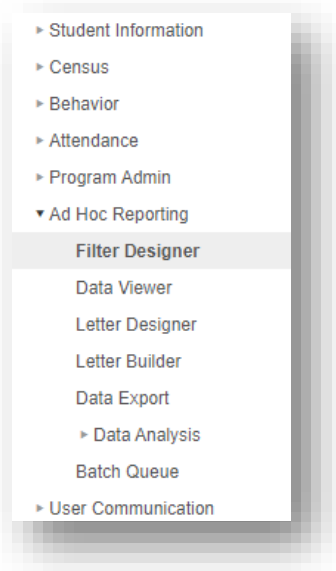 Student Information
Census
Behavior
Attendance
Program Admin
Ad Hoc Reporting
Filter Designer
Data Viewer
Letter Designer
Letter Builder
Data Export
Data Analysis
Batch Queue
User Communication